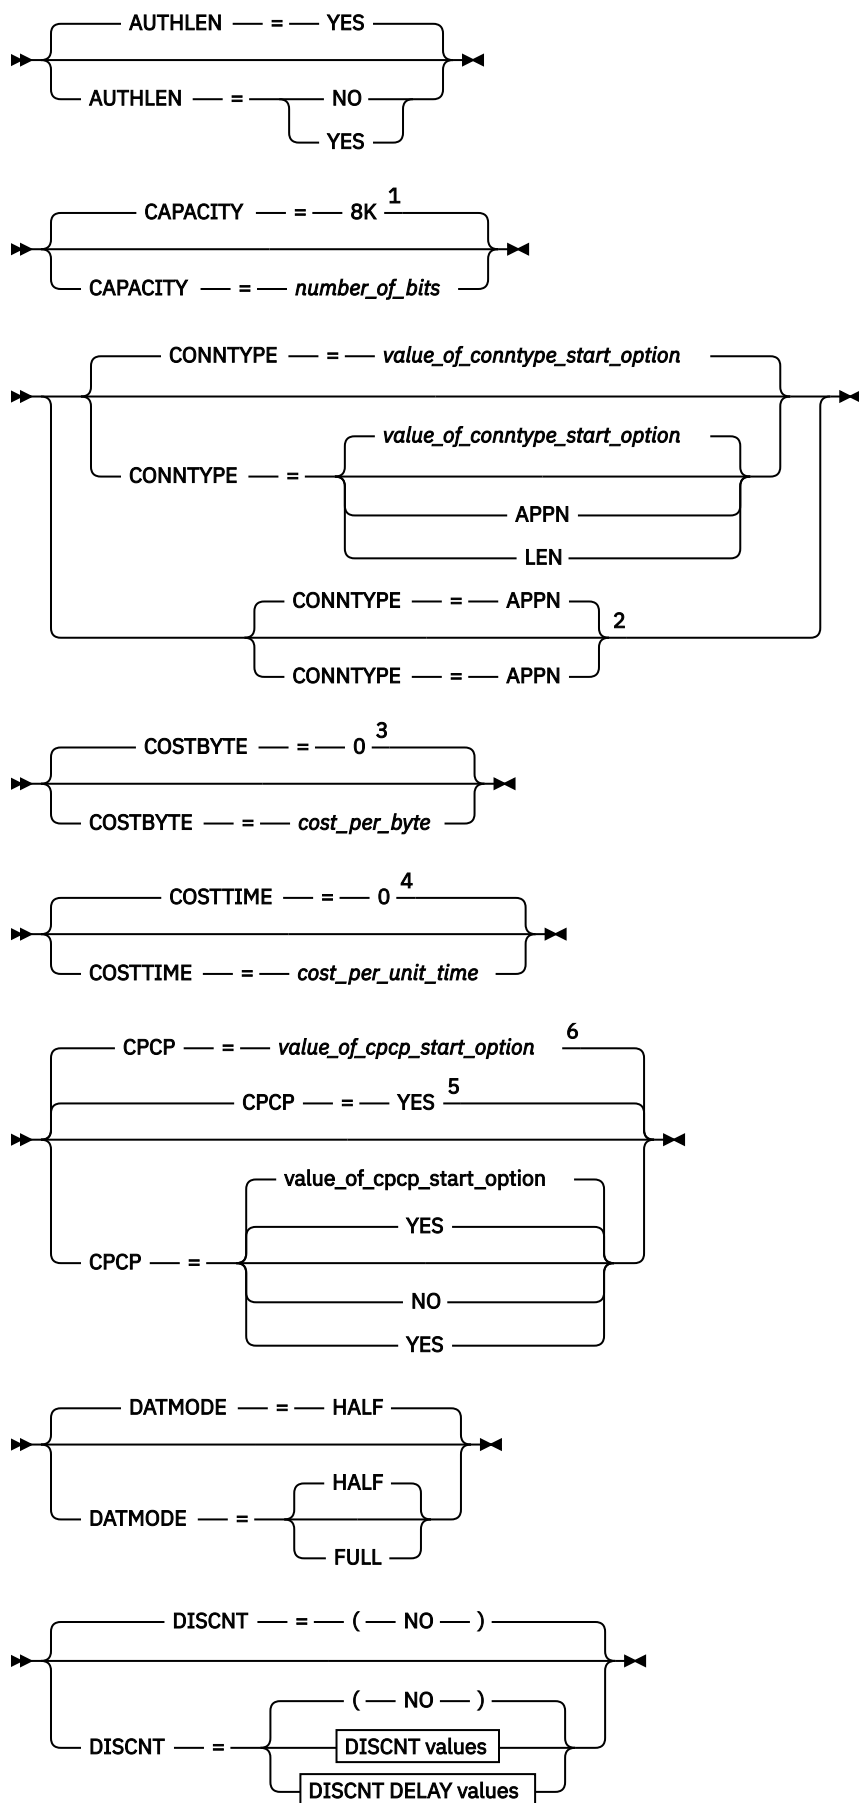 AUTHLEN = YES
AUTHLEN = NO
YES
CAPACITY = 8K 1
CAPACITY = number_of_bits
CONNTYPE = value_of_conntype_start_option
value_of_conntype_start_option
CONNTYPE =
APPN
LEN
CONNTYPE = APPN
2
CONNTYPE = APPN
COSTBYTE = 0 3
COSTBYTE = cost_per_byte
COSTTIME = 0 4
COSTTIME = cost_per_unit_time
CPCP = value_of_cpcp_start_option 6
CPCP = YES 5
value_of_cpcp_start_option
YES
CPCP =
NO
YES
DATMODE = HALF
HALF
DATMODE =
FULL
DISCNT = ( NO )
( NO )
DISCNT = DISCNT values
DISCNT DELAY values